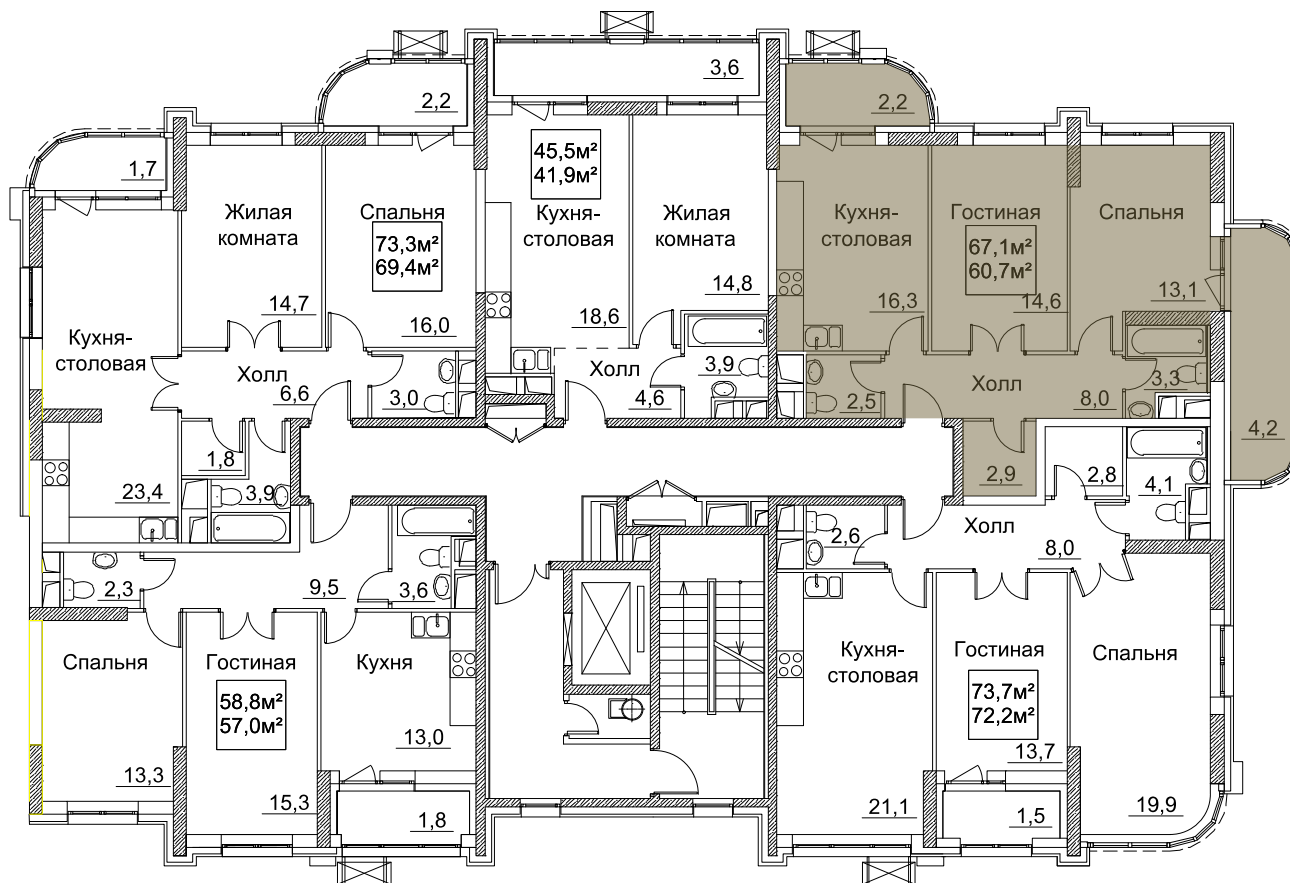 3,6
2,2
2,2
1,7
45,5м²
41,9м²
Жилая
комната
Спальня
73,3м²
69,4м²
Кухня-
столовая
Жилая
комната
Кухня-
столовая
Гостиная
67,1м²
60,7м²
Спальня
14,7
16,0
18,6
14,8
16,3
14,6
13,1
Кухня-
столовая
Холл
6,6
3,0
Холл
4,6
3,9
2,5
Холл
8,0
3,3
4,2
1,8
3,9
23,4
2,9
2,8
4,1
2,3
9,5
3,6
2,6
Холл
8,0
Спальня
Гостиная
58,8м²
57,0м²
Кухня
Кухня-
столовая
Гостиная
73,7м²
72,2м²
Спальня
13,3
15,3
13,0
1,8
21,1
13,7
1,5
19,9